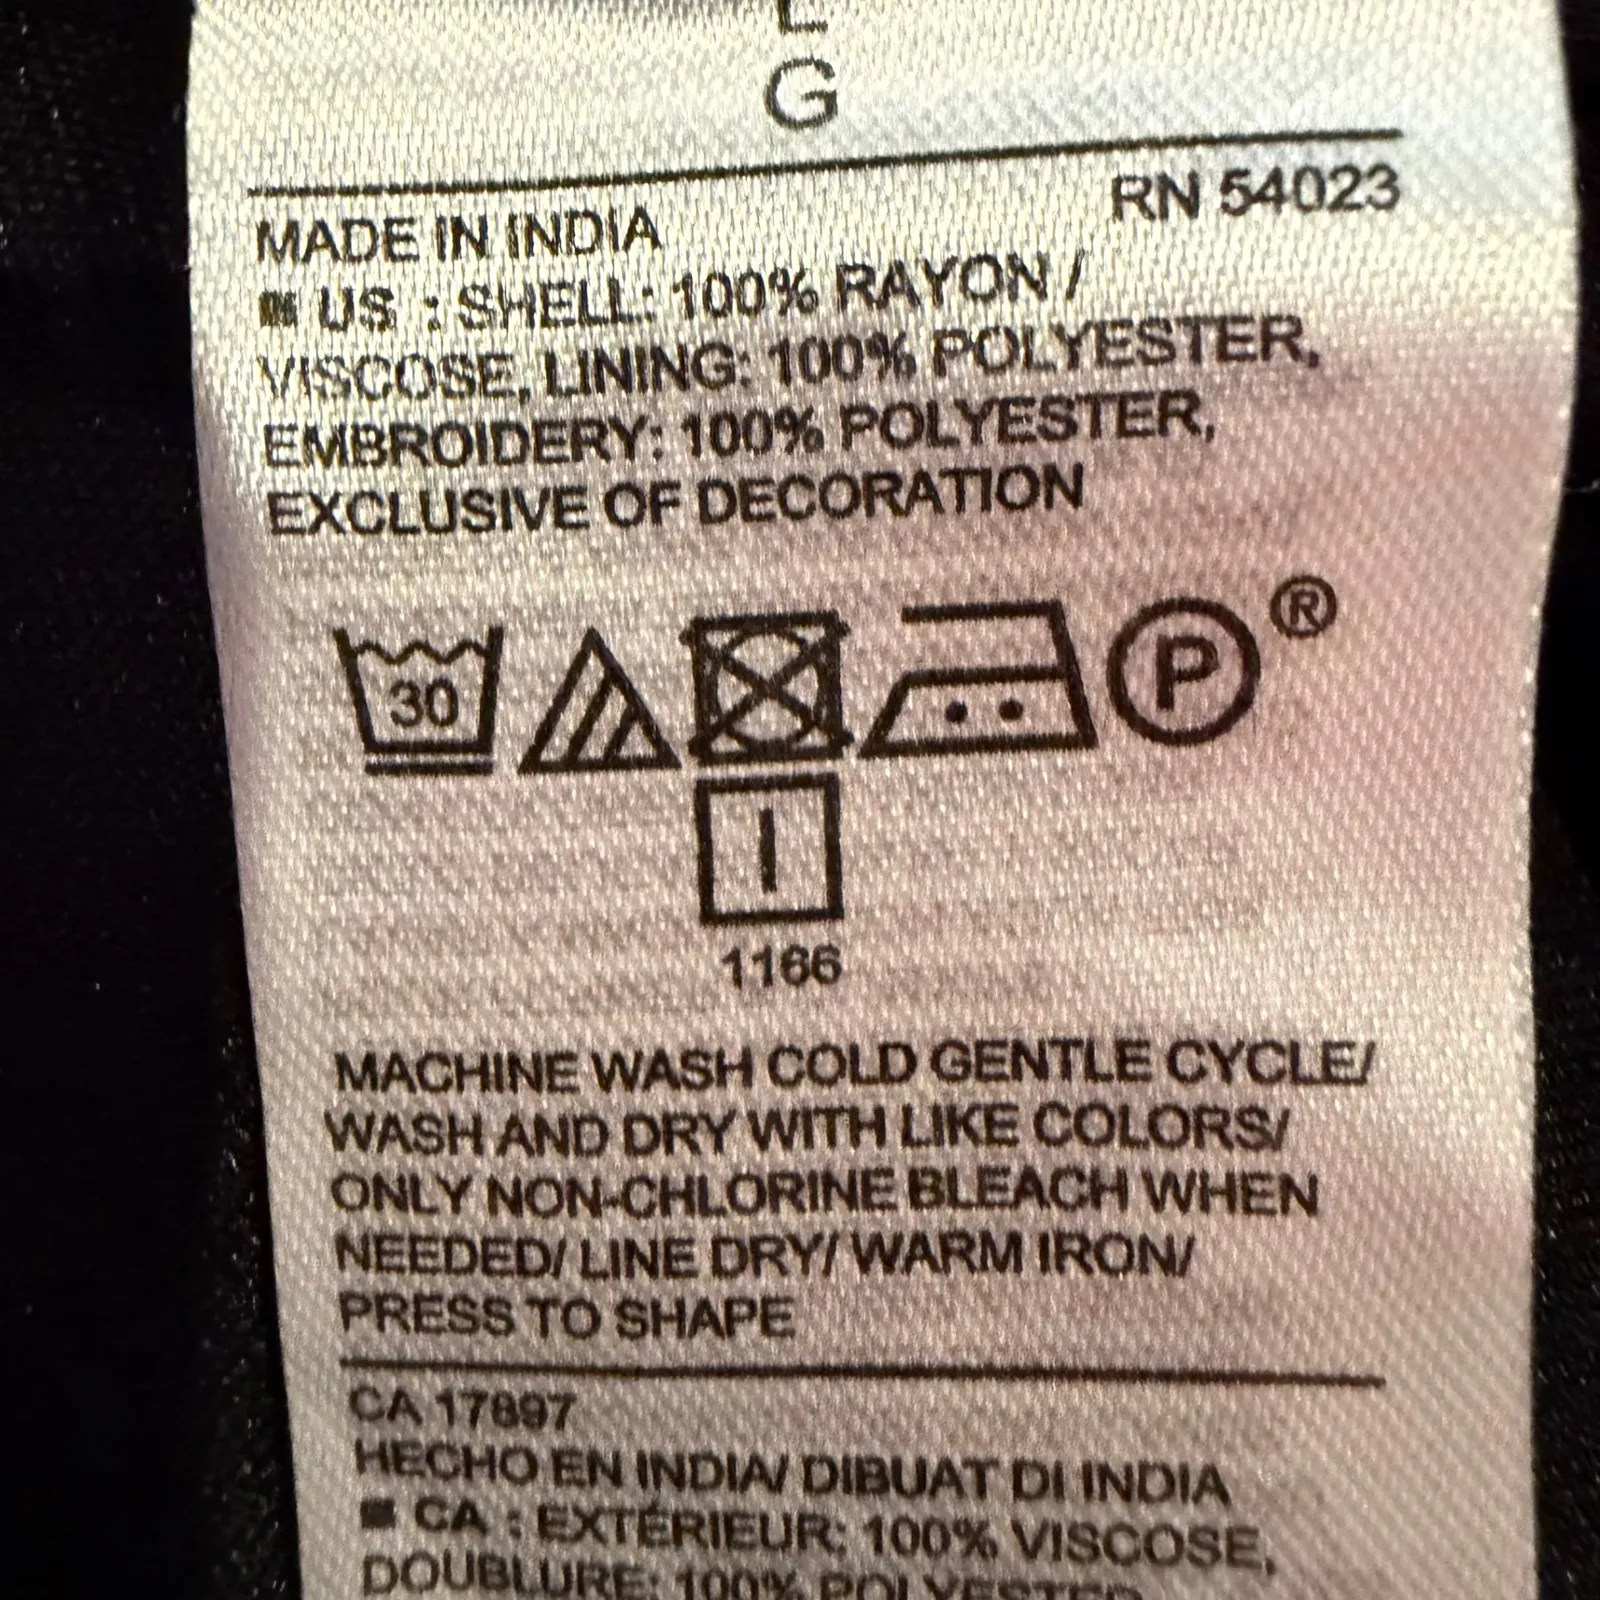 L
G
RN 54023
MADE IN INDIA
US : SHELL: 100% RAYON /
VISCOSE, LINING: 100% POLYESTER,
EMBROIDERY: 100% POLYESTER,
EXCLUSIVE OF DECORATION
30
P ®
1166
MACHINE WASH COLD GENTLE CYCLE/
WASH AND DRY WITH LIKE COLORS/
ONLY NON-CHLORINE BLEACH WHEN
NEEDED/ LINE DRY/ WARM IRON/
PRESS TO SHAPE
CA 17897
HECHO EN INDIA/ DIBUAT DI INDIA
CA : EXTÉRIEUR: 100% VISCOSE,
DOUBLURE: 100% POLYESTER,